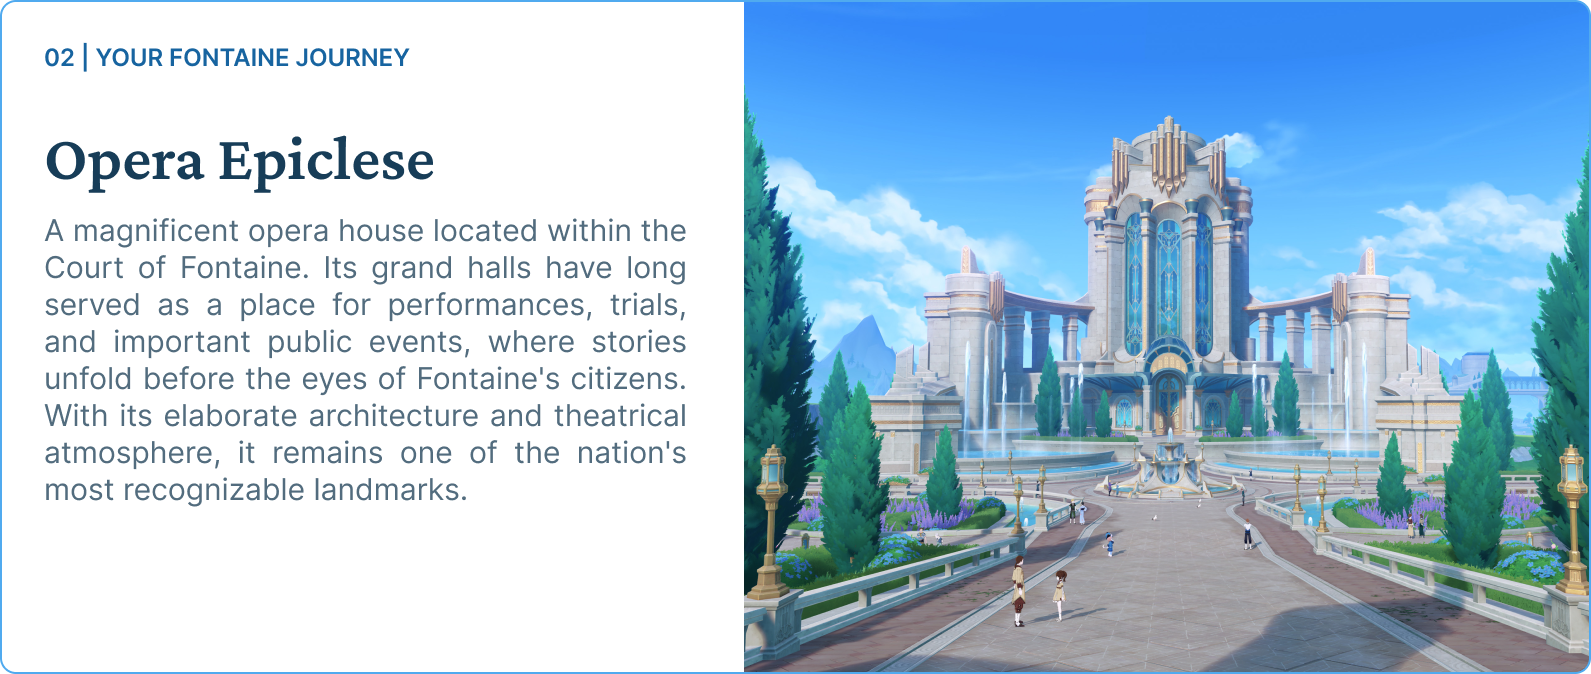 02 | YOUR FONTAINE JOURNEY
Opera Epiclese
A magnificent opera house located within the
Court of Fontaine. Its grand halls have long
served as a place for performances, trials,
and important public events, where stories
unfold before the eyes of Fontaine's citizens.
With its elaborate architecture and theatrical
atmosphere, it remains one of the nation's
most recognizable landmarks.